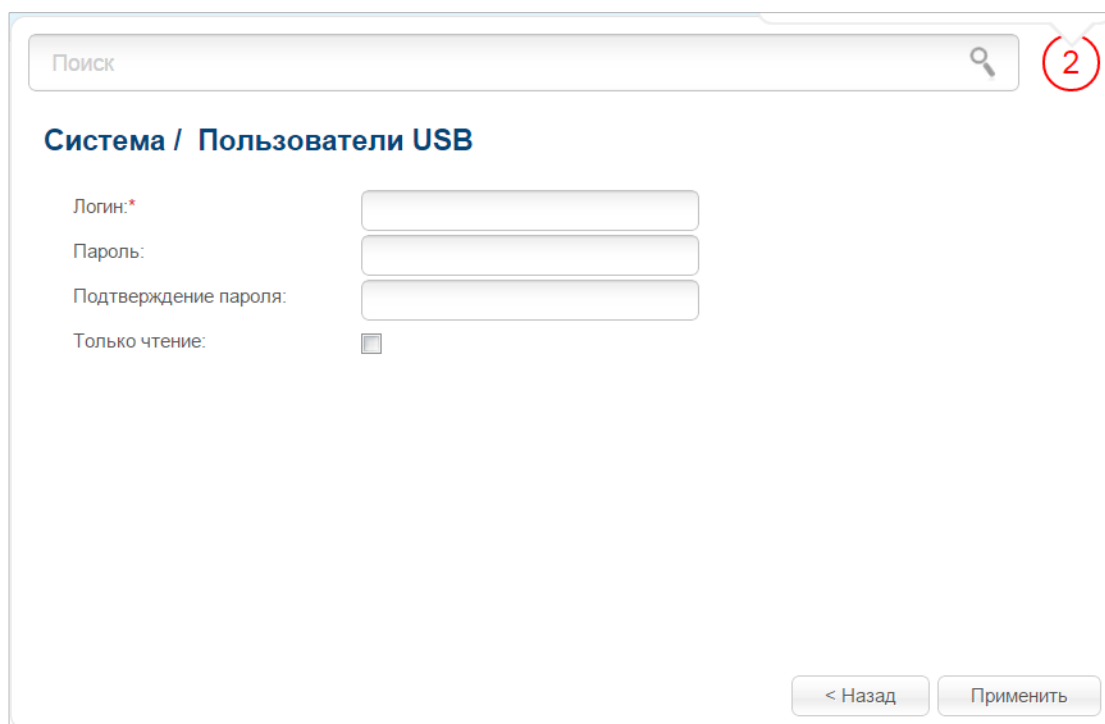 Поиск
2
Система / Пользователи USB
Логин:*
Пароль:
Подтверждение пароля:
Только чтение:
< Назад
Применить